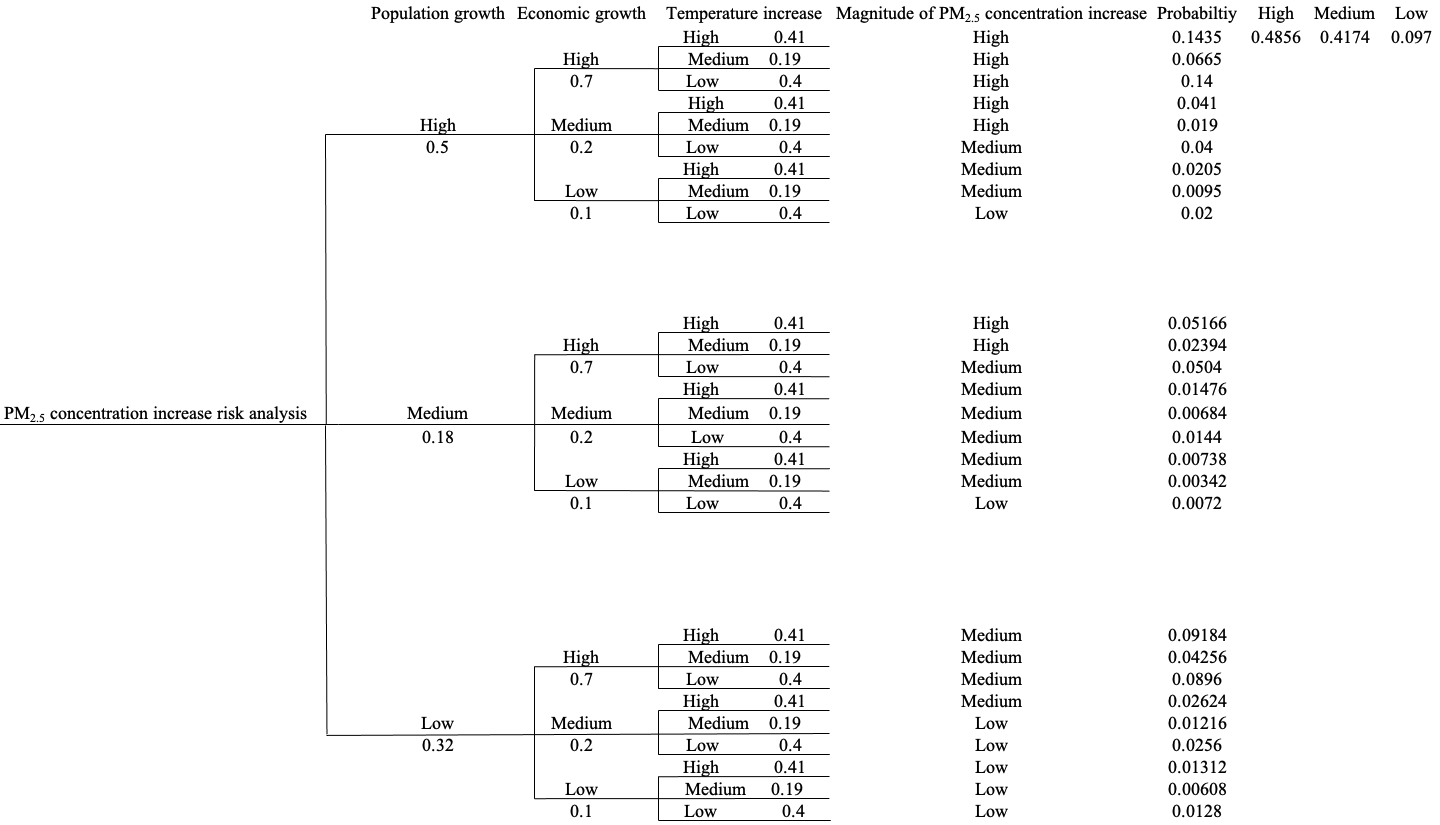 Population growth Economic growth Temperature increase Magnitude of PM2.5 concentration increase Probabiltiy High Medium Low
High 0.41 High 0.1435 0.4856 0.4174 0.097
High Medium 0.19 High 0.0665
0.7 Low 0.4 High 0.14
High 0.41 High 0.041
High Medium Medium 0.19 High 0.019
0.5 0.2 Low 0.4 Medium 0.04
High 0.41 Medium 0.0205
Low Medium 0.19 Medium 0.0095
0.1 Low 0.4 Low 0.02
High 0.41 High 0.05166
High Medium 0.19 High 0.02394
0.7 Low 0.4 Medium 0.0504
High 0.41 Medium 0.01476
PM2.5 concentration increase risk analysis Medium Medium Medium 0.19 Medium 0.00684
0.18 0.2 Low 0.4 Medium 0.0144
High 0.41 Medium 0.00738
Low Medium 0.19 Medium 0.00342
0.1 Low 0.4 Low 0.0072
High 0.41 Medium 0.09184
High Medium 0.19 Medium 0.04256
0.7 Low 0.4 Medium 0.0896
High 0.41 Medium 0.02624
Low Medium Medium 0.19 Low 0.01216
0.32 0.2 Low 0.4 Low 0.0256
High 0.41 Low 0.01312
Low Medium 0.19 Low 0.00608
0.1 Low 0.4 Low 0.0128